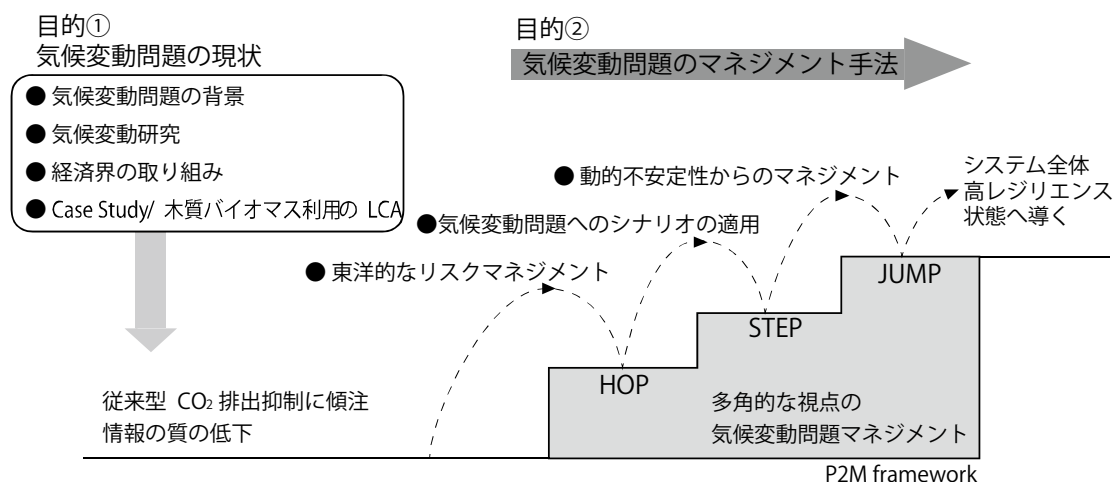 目的①
気候変動問題の現状
● 気候変動問題の背景
● 気候変動研究
● 経済界の取り組み
● Case Study/ 木質バイオマス利用の LCA
従来型 CO₂ 排出抑制に傾注
情報の質の低下
目的②
気候変動問題のマネジメント手法
● 東洋的なリスクマネジメント
●気候変動問題へのシナリオの適用
● 動的不安定性からのマネジメント
システム全体
高レジリエンス
状態へ導く
HOP
STEP
JUMP
多角的な視点の
気候変動問題マネジメント
P2M framework